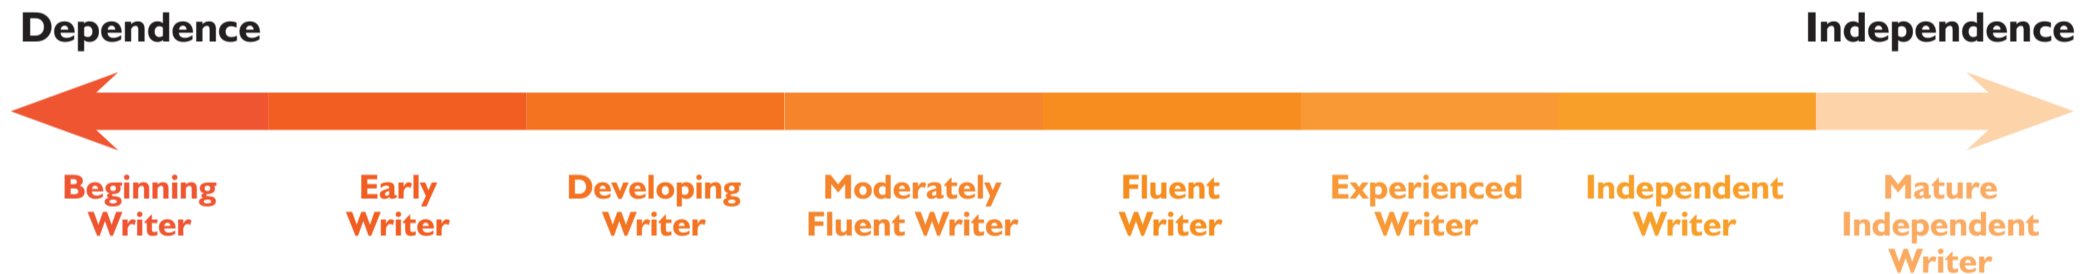 Dependence
Independence
Beginning
Writer
Early
Writer
Developing
Writer
Moderately
Fluent Writer
Fluent
Writer
Experienced
Writer
Independent
Writer
Mature
Independent
Writer